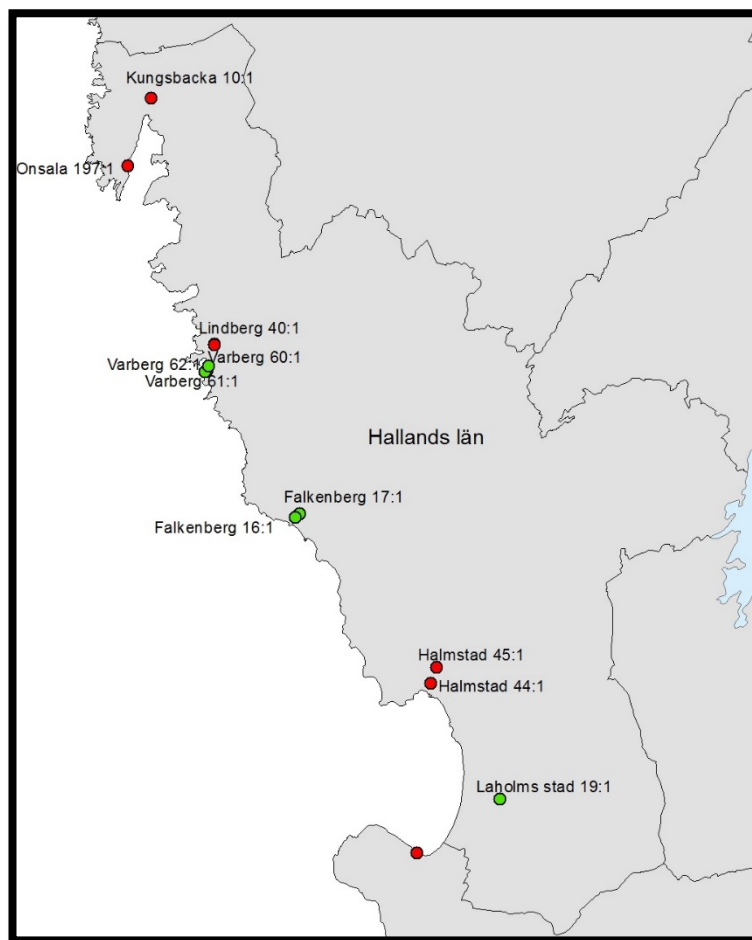 Kungsbacka 10:1
Onsala 197:1
Lindberg 40:1
Varberg 60:1
Varberg 62:1
Varberg 61:1
Hallands län
Falkenberg 17:1
Falkenberg 16:1
Halmstad 45:1
Halmstad 44:1
Laholms stad 19:1